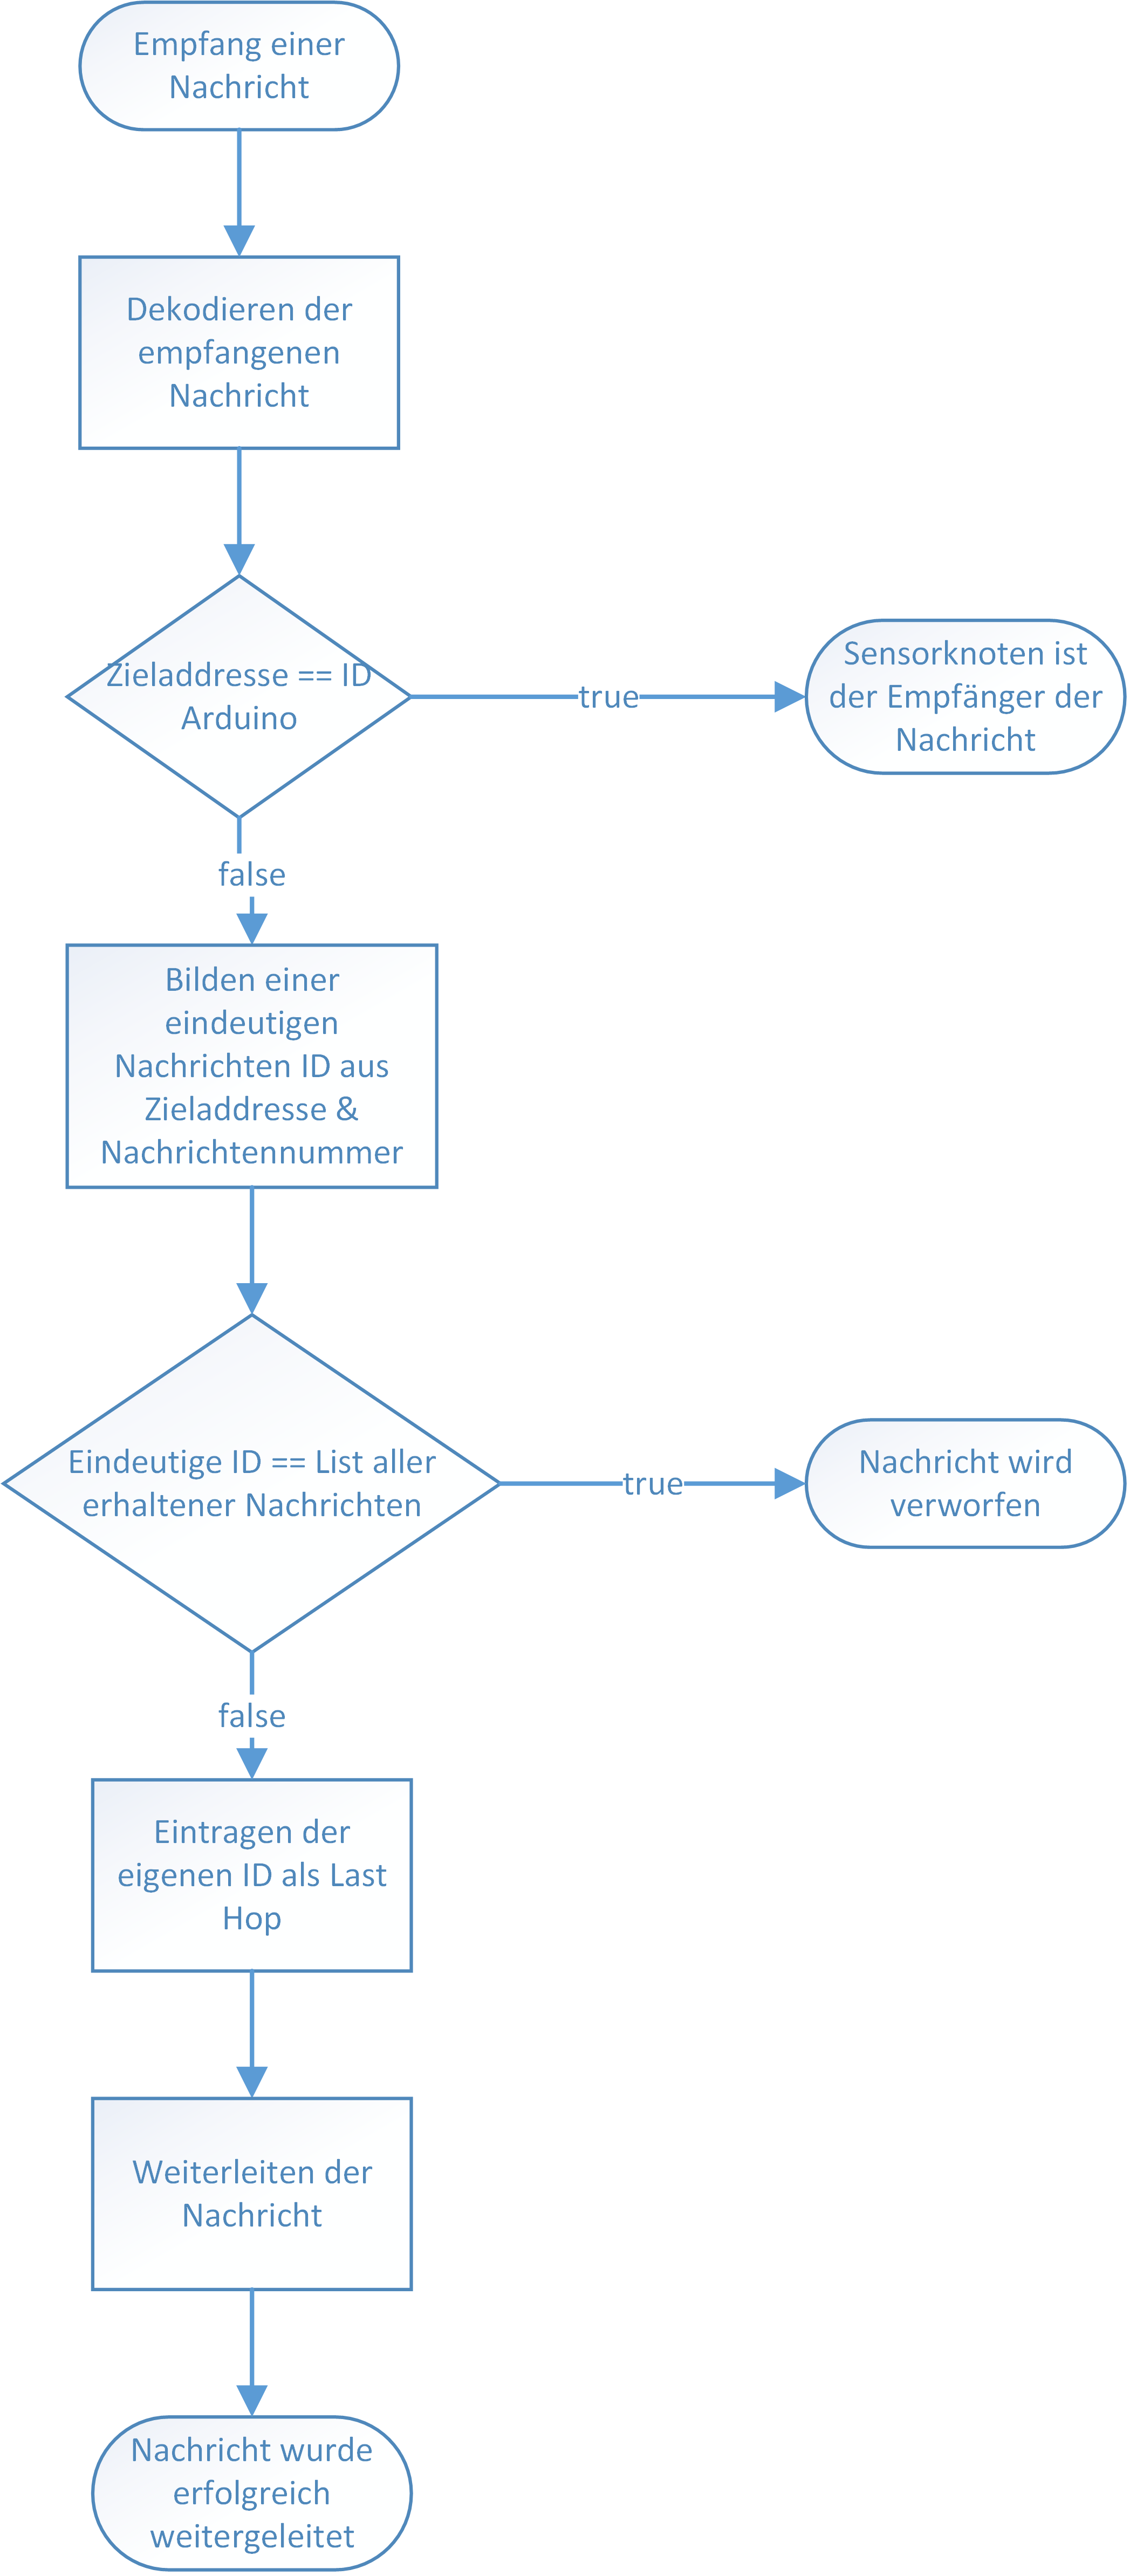 Empfang einer
Nachricht
Dekodieren der
empfangenen
Nachricht
Zieladdresse == ID
Arduino
true
Sensorknoten ist
der Empfänger der
Nachricht
false
Bilden einer
eindeutigen
Nachrichten ID aus
Zieladdresse &
Nachrichtennummer
Eindeutige ID == List aller
erhaltener Nachrichten
true
Nachricht wird
verworfen
false
Eintragen der
eigenen ID als Last
Hop
Weiterleiten der
Nachricht
Nachricht wurde
erfolgreich
weitergeleitet